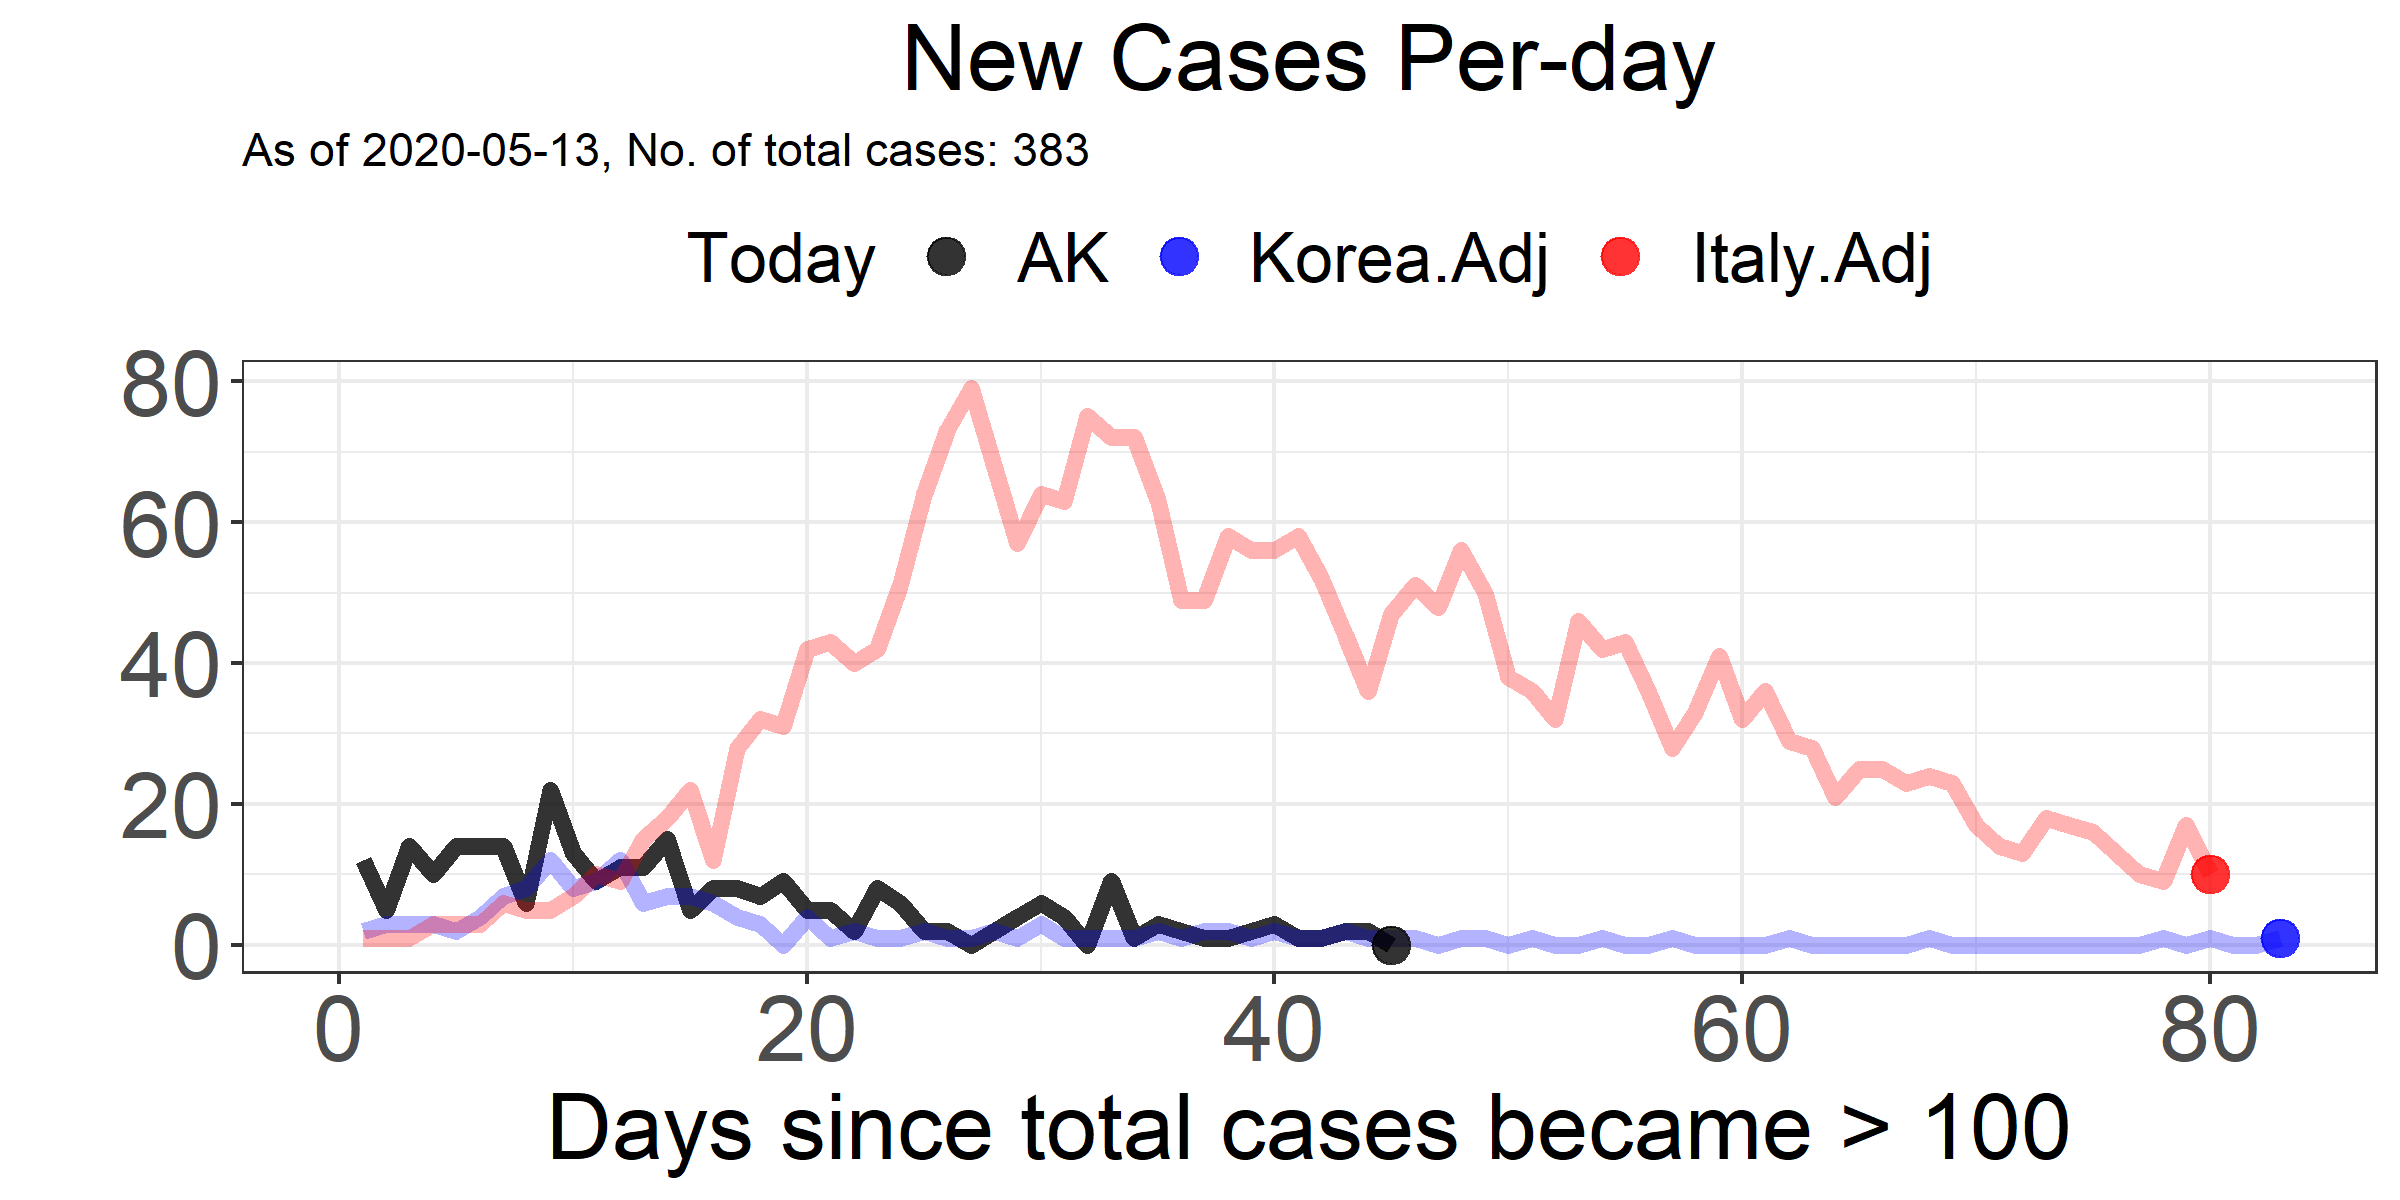 New Cases Per-day
As of 2020-05-13, No. of total cases: 383
Today AK Korea.Adj Italy.Adj
80
60
40
20
0
0 20 40 60 80
Days since total cases became > 100